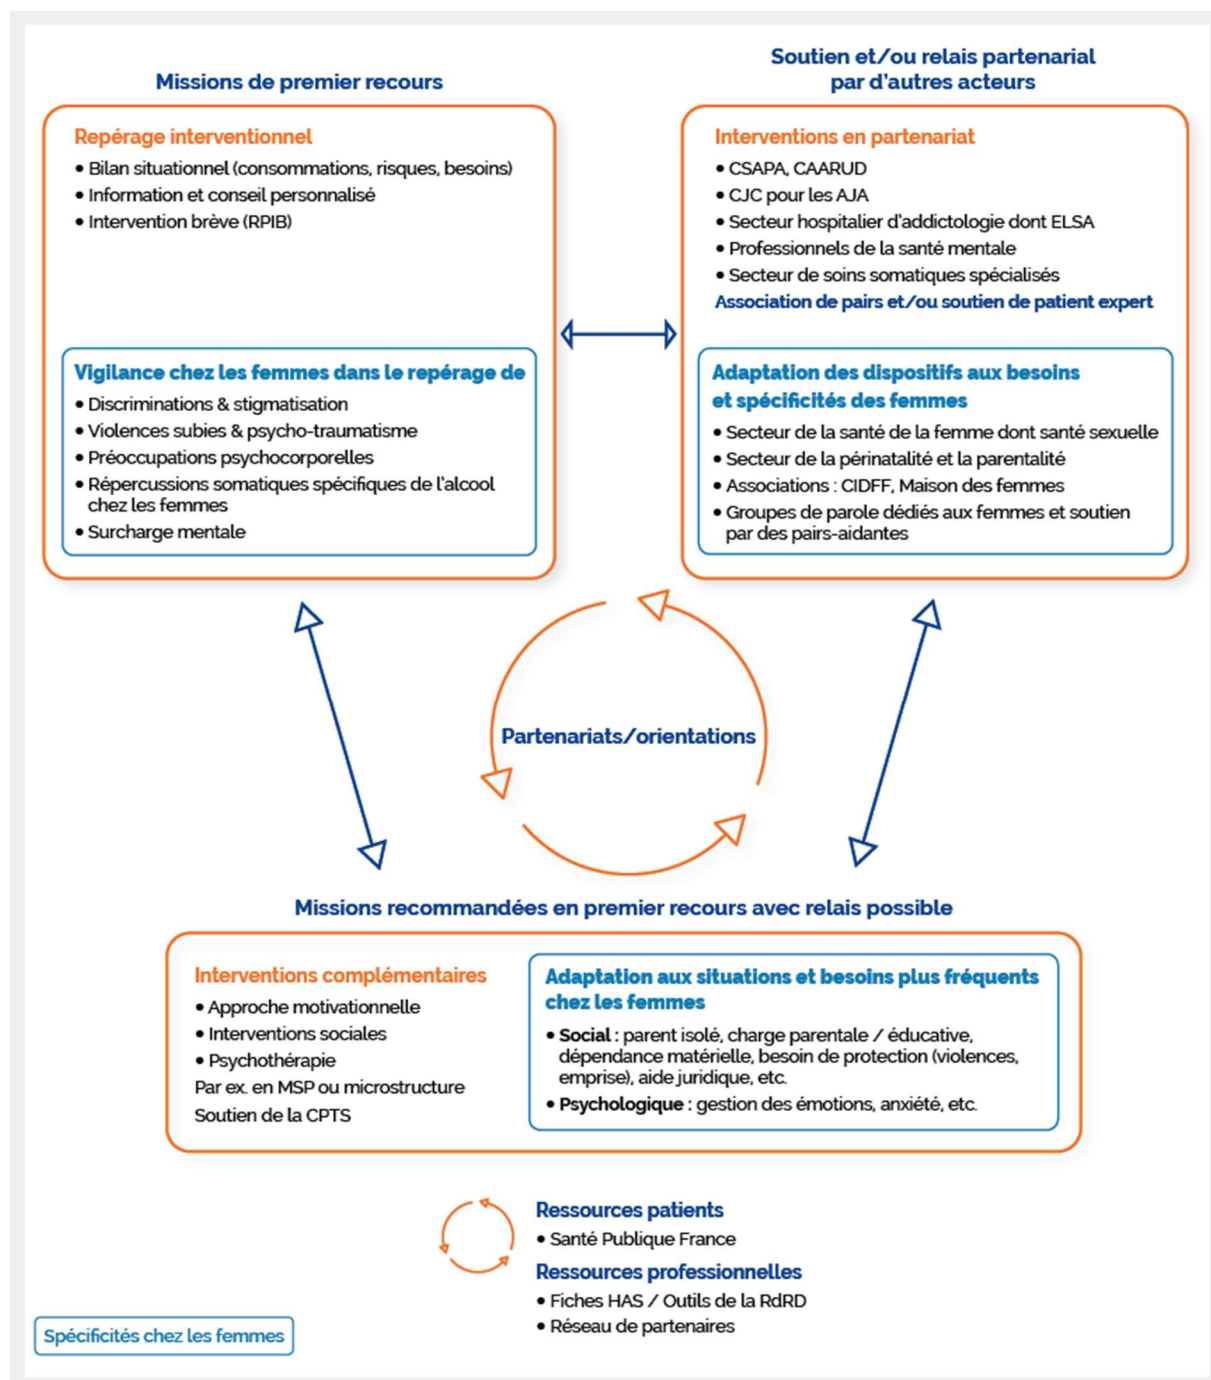 Missions de premier recours
Repérage interventionnel
• Bilan situationnel (consommations, risques, besoins)
• Information et conseil personnalisé
• Intervention brève (RPIB)
Vigilance chez les femmes dans le repérage de
• Discriminations & stigmatisation
• Violences subies & psycho-traumatisme
• Préoccupations psychocorporelles
• Répercussions somatiques spécifiques de l'alcool
chez les femmes
• Surcharge mentale
Soutien et/ou relais partenarial
par d'autres acteurs
Interventions en partenariat
• CSAPA, CAARUD
• CJC pour les AJA
• Secteur hospitalier d'addictologie dont ELSA
• Professionnels de la santé mentale
• Secteur de soins somatiques spécialisés
Association de pairs et/ou soutien de patient expert
Adaptation des dispositifs aux besoins
et spécificités des femmes
• Secteur de la santé de la femme dont santé sexuelle
• Secteur de la périnatalité et la parentalité
• Associations : CIDFF, Maison des femmes
• Groupes de parole dédiés aux femmes et soutien
par des pairs-aidantes
Partenariats/orientations
Missions recommandées en premier recours avec relais possible
Interventions complémentaires
• Approche motivationnelle
• Interventions sociales
• Psychothérapie
Par ex. en MSP ou microstructure
Soutien de la CPTS
Adaptation aux situations et besoins plus fréquents
chez les femmes
• Social : parent isolé, charge parentale / éducative,
dépendance matérielle, besoin de protection (violences,
emprise), aide juridique, etc.
• Psychologique : gestion des émotions, anxiété, etc.
Ressources patients
• Santé Publique France
Ressources professionnelles
• Fiches HAS / Outils de la RdRD
• Réseau de partenaires
Spécificités chez les femmes